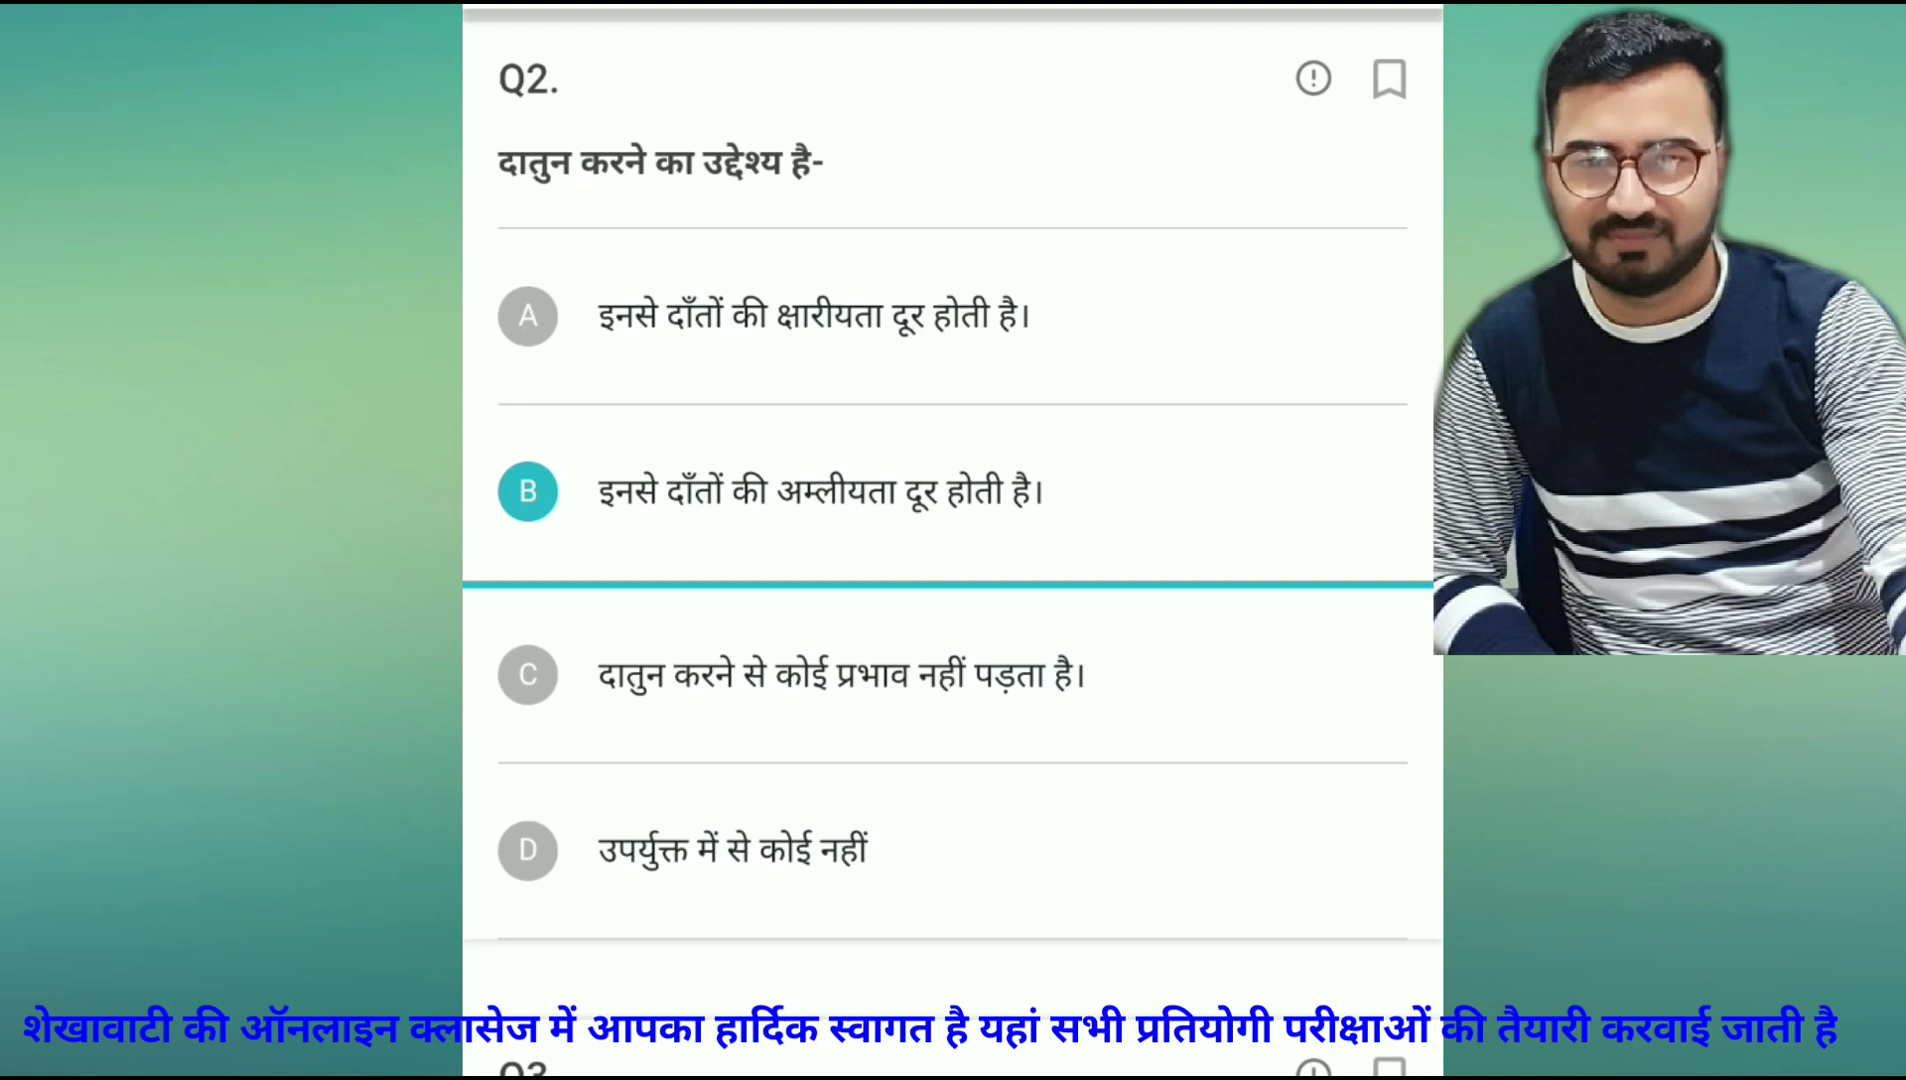 Q2.
दातुन करने का उद्देश्य है-
A इनसे दाँतों की क्षारीयता दूर होती है।
B इनसे दाँतों की अम्लीयता दूर होती है।
C दातुन करने से कोई प्रभाव नहीं पड़ता है।
D उपर्युक्त में से कोई नहीं
शेखावाटी की ऑनलाइन क्लासेज में आपका हार्दिक स्वागत है यहां सभी प्रतियोगी परीक्षाओं की तैयारी करवाई जाती है